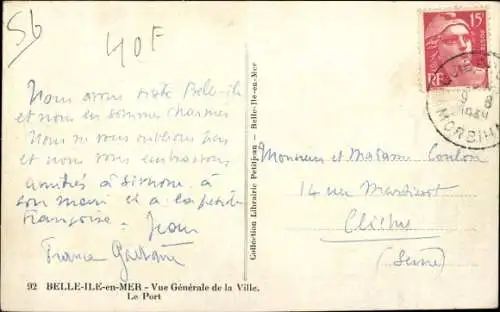 56
40F
15F
RF
9 8
MORBIHAN
Nous avons visité Belle-ile
et nous en sommes charmés
Nous ne vous oublions pas
et nous vous embrassons
amitiés à Simone à
son mari et à la petite
Françoise. Jean
France
Monsieur et Madame Coulon
14 rue
Clichy
(Seine)
Collection Librairie Petitjean - Belle-Ile-en-Mer
92 BELLE-ILE-en-MER - Vue Générale de la Ville.
Le Port